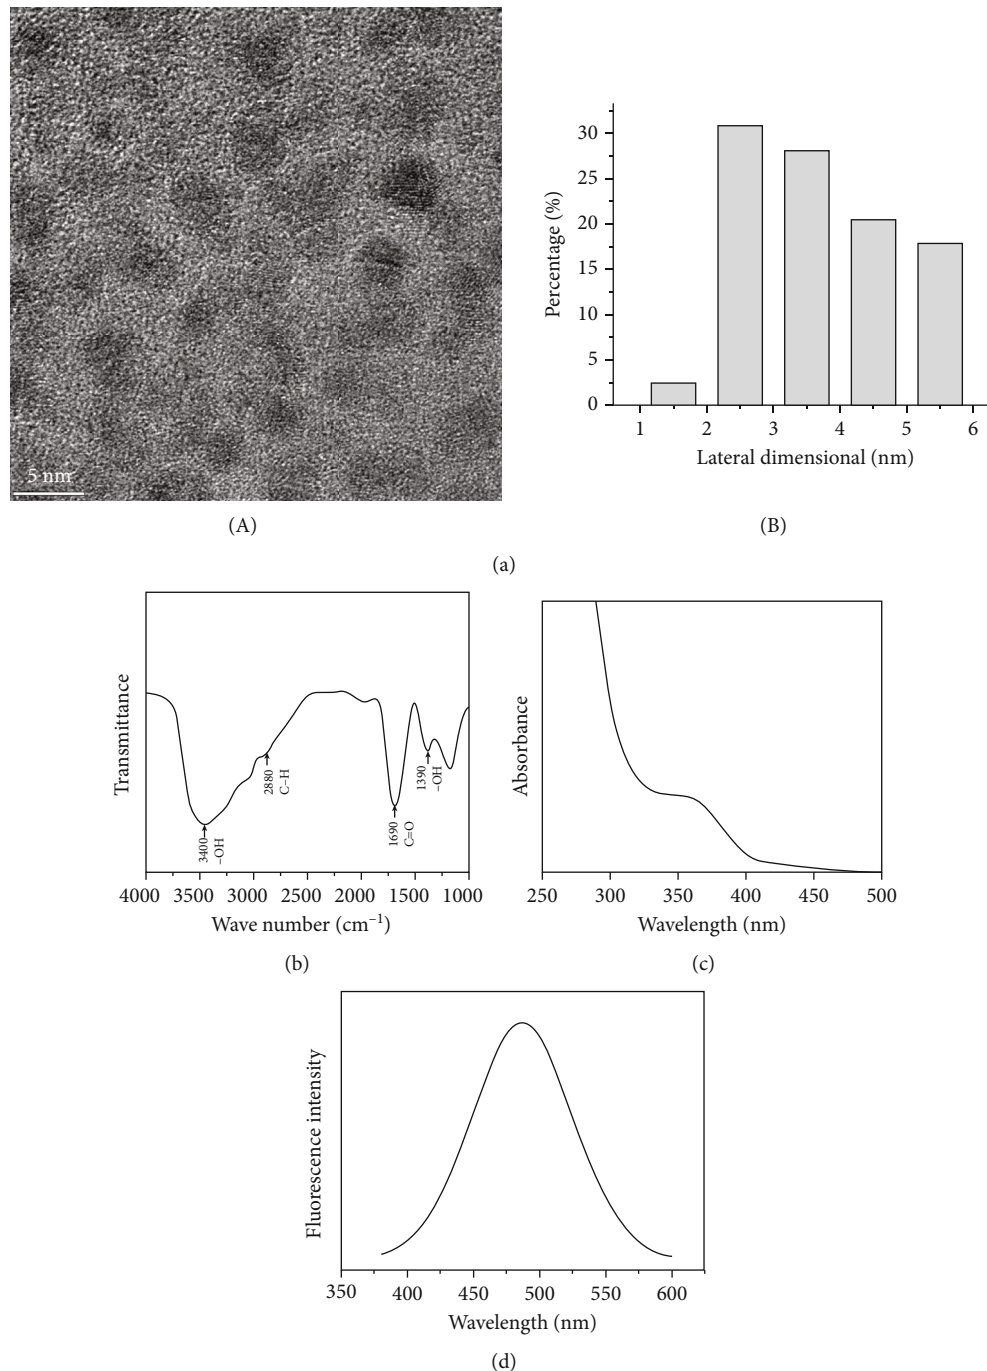 5 nm
(A)
Percentage (%)
30
25
20
15
10
5
0
1 2 3 4 5 6
Lateral dimensional (nm)
(B)
(a)
Transmittance
3400
–OH
2880
C–H
1690
C=O
1390
–OH
4000 3500 3000 2500 2000 1500 1000
Wave number (cm⁻¹)
(b)
Absorbance
250 300 350 400 450 500
Wavelength (nm)
(c)
Fluorescence intensity
350 400 450 500 550 600
Wavelength (nm)
(d)